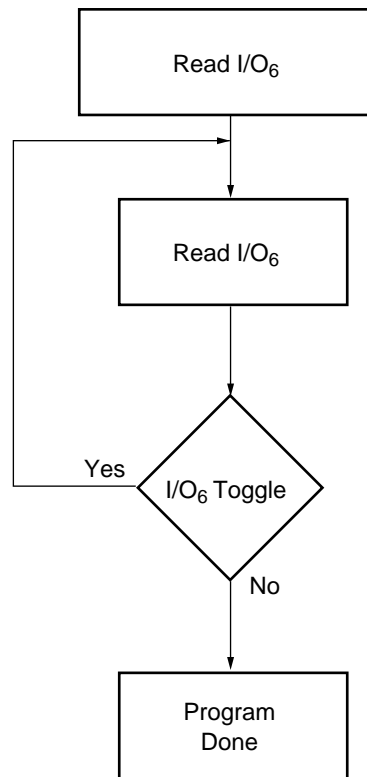 Read I/O₆
Read I/O₆
Yes
I/O₆ Toggle
No
Program
Done